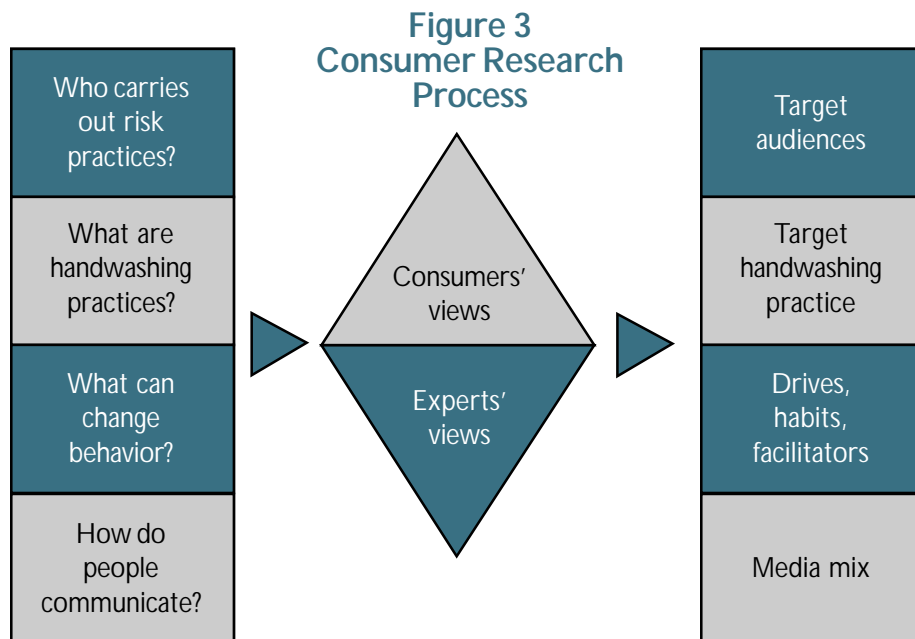 Figure 3
Consumer Research
Process
Who carries
out risk
practices?
What are
handwashing
practices?
What can
change
behavior?
How do
people
communicate?
Consumers’
views
Experts’
views
Target
audiences
Target
handwashing
practice
Drives,
habits,
facilitators
Media mix